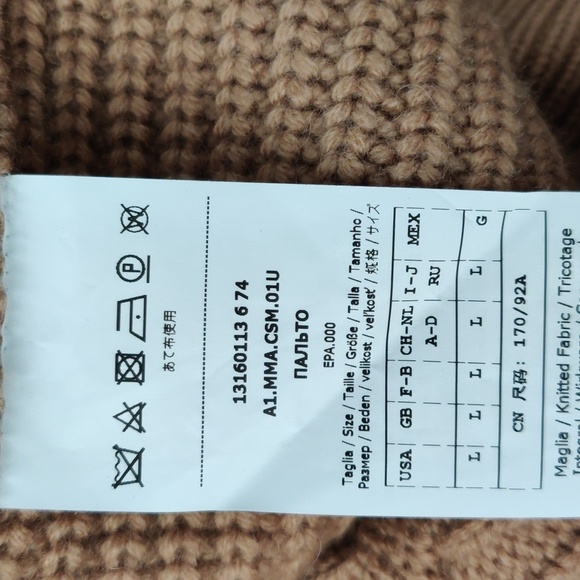 P
あて布使用
13160113 6 74
A1.MMA.CSM.01U
ПАЛЬТО
EPA.000
Taglia / Size / Taille / Größe / Talla / Tamanho /
Размер / Beden / velikost / veľkosť / 规格 / サイズ
USA GB F-B CH-NL I-J MEX
A-D RU
L L L L L G
CN 尺码: 170/92A
Maglia / Knitted Fabric / Tricotage